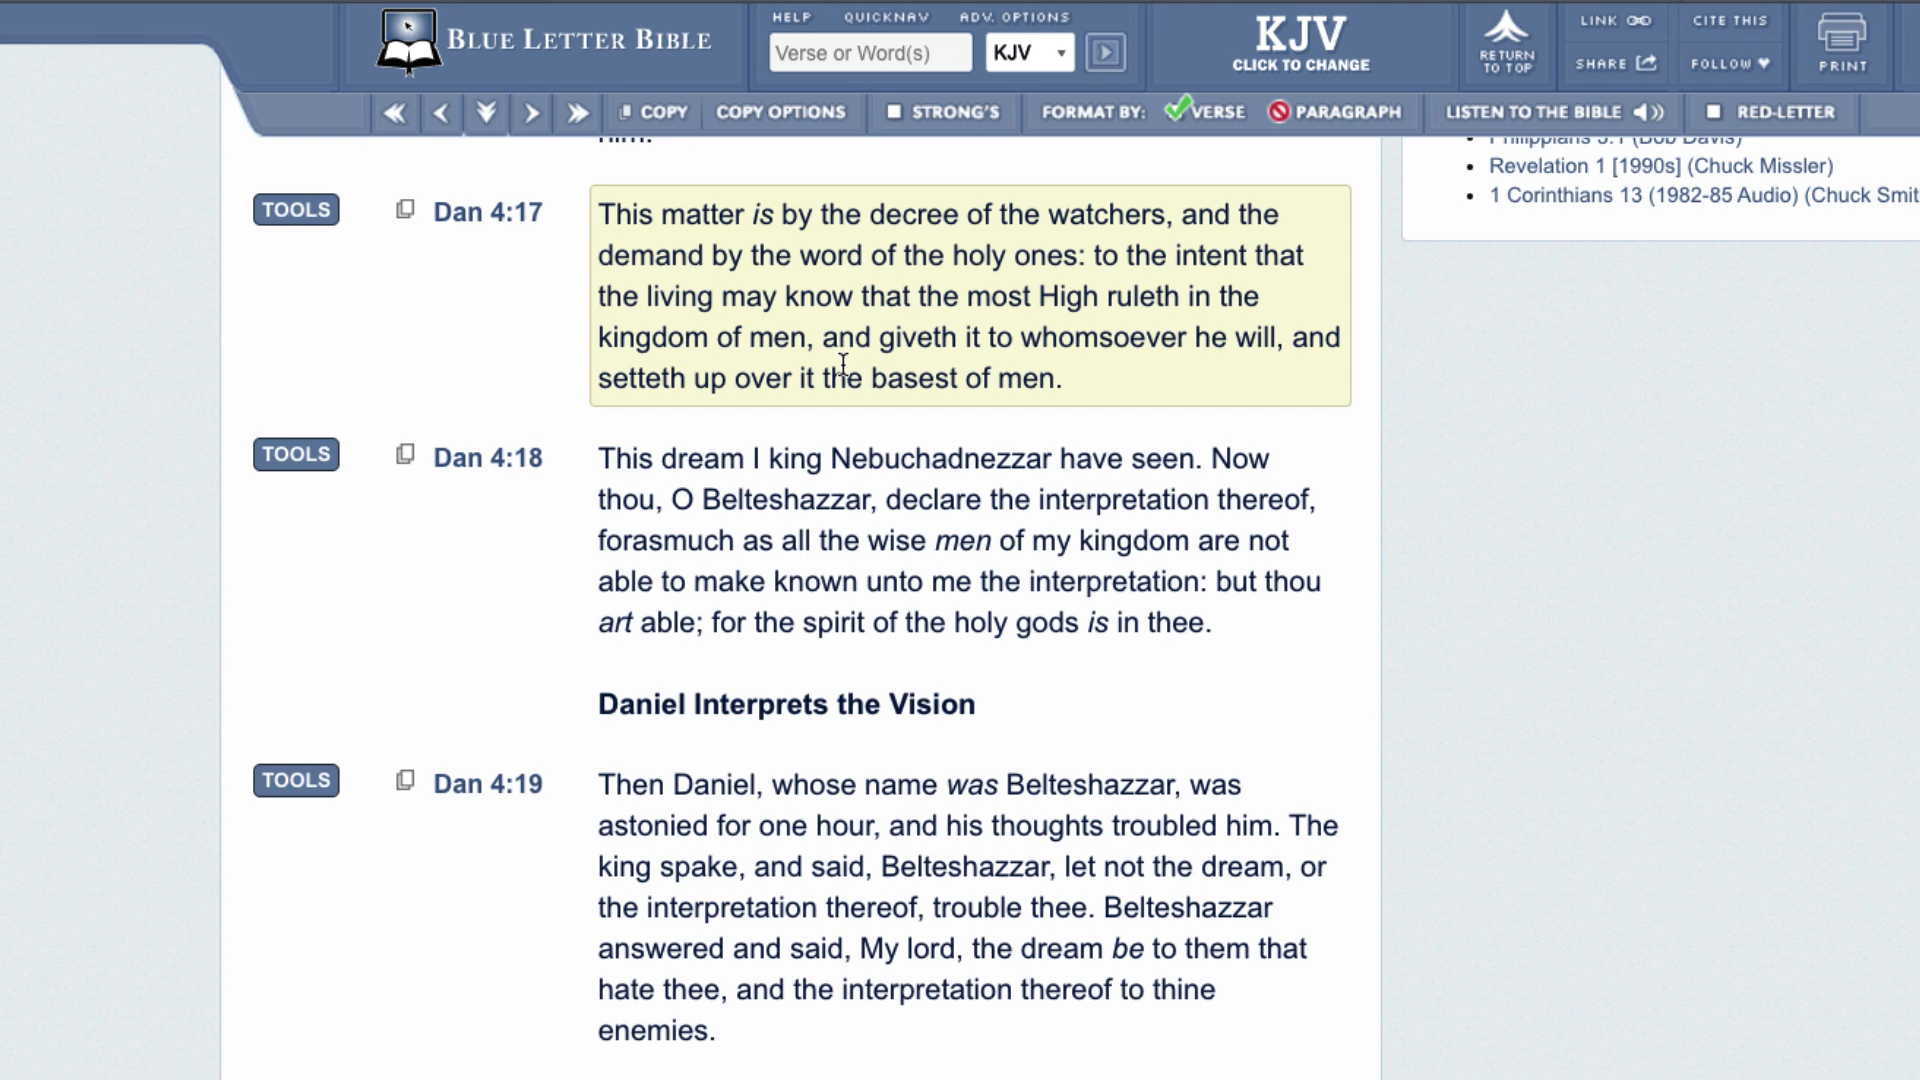 HELP QUICKNAV ADV. OPTIONS
BLUE LETTER BIBLE
Verse or Word(s)
KJV
KJV
CLICK TO CHANGE
RETURN
TO TOP
LINK
SHARE
CITE THIS
FOLLOW
PRINT
COPY COPY OPTIONS STRONG'S FORMAT BY: VERSE PARAGRAPH LISTEN TO THE BIBLE RED-LETTER
him.
TOOLS Dan 4:17
This matter is by the decree of the watchers, and the
demand by the word of the holy ones: to the intent that
the living may know that the most High ruleth in the
kingdom of men, and giveth it to whomsoever he will, and
setteth up over it the basest of men.
TOOLS Dan 4:18
This dream I king Nebuchadnezzar have seen. Now
thou, O Belteshazzar, declare the interpretation thereof,
forasmuch as all the wise men of my kingdom are not
able to make known unto me the interpretation: but thou
art able; for the spirit of the holy gods is in thee.
Daniel Interprets the Vision
TOOLS Dan 4:19
Then Daniel, whose name was Belteshazzar, was
astonied for one hour, and his thoughts troubled him. The
king spake, and said, Belteshazzar, let not the dream, or
the interpretation thereof, trouble thee. Belteshazzar
answered and said, My lord, the dream be to them that
hate thee, and the interpretation thereof to thine
enemies.
Philippians 3:1 (Bob Davis)
Revelation 1 [1990s] (Chuck Missler)
1 Corinthians 13 (1982-85 Audio) (Chuck Smit